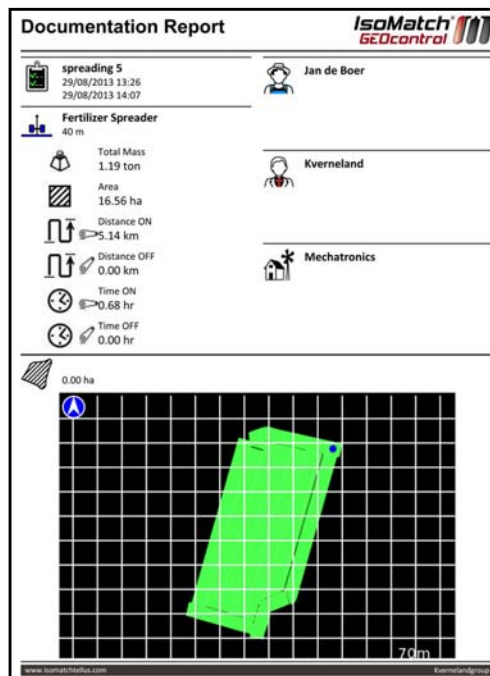 Documentation Report
IsoMatch
GEOcontrol
spreading 5
29/08/2013 13:26
29/08/2013 14:07
Fertilizer Spreader
40 m
Total Mass
1.19 ton
Area
16.56 ha
Distance ON
5.14 km
Distance OFF
0.00 km
Time ON
0.68 hr
Time OFF
0.00 hr
Jan de Boer
Kverneland
Mechatronics
0.00 ha
70m
www.isomatchtellus.com
Kvernelandgroup